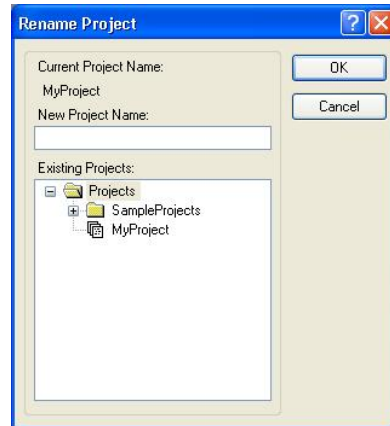 Rename Project
Current Project Name:
MyProject
New Project Name:
Existing Projects:
Projects
SampleProjects
MyProject
OK
Cancel